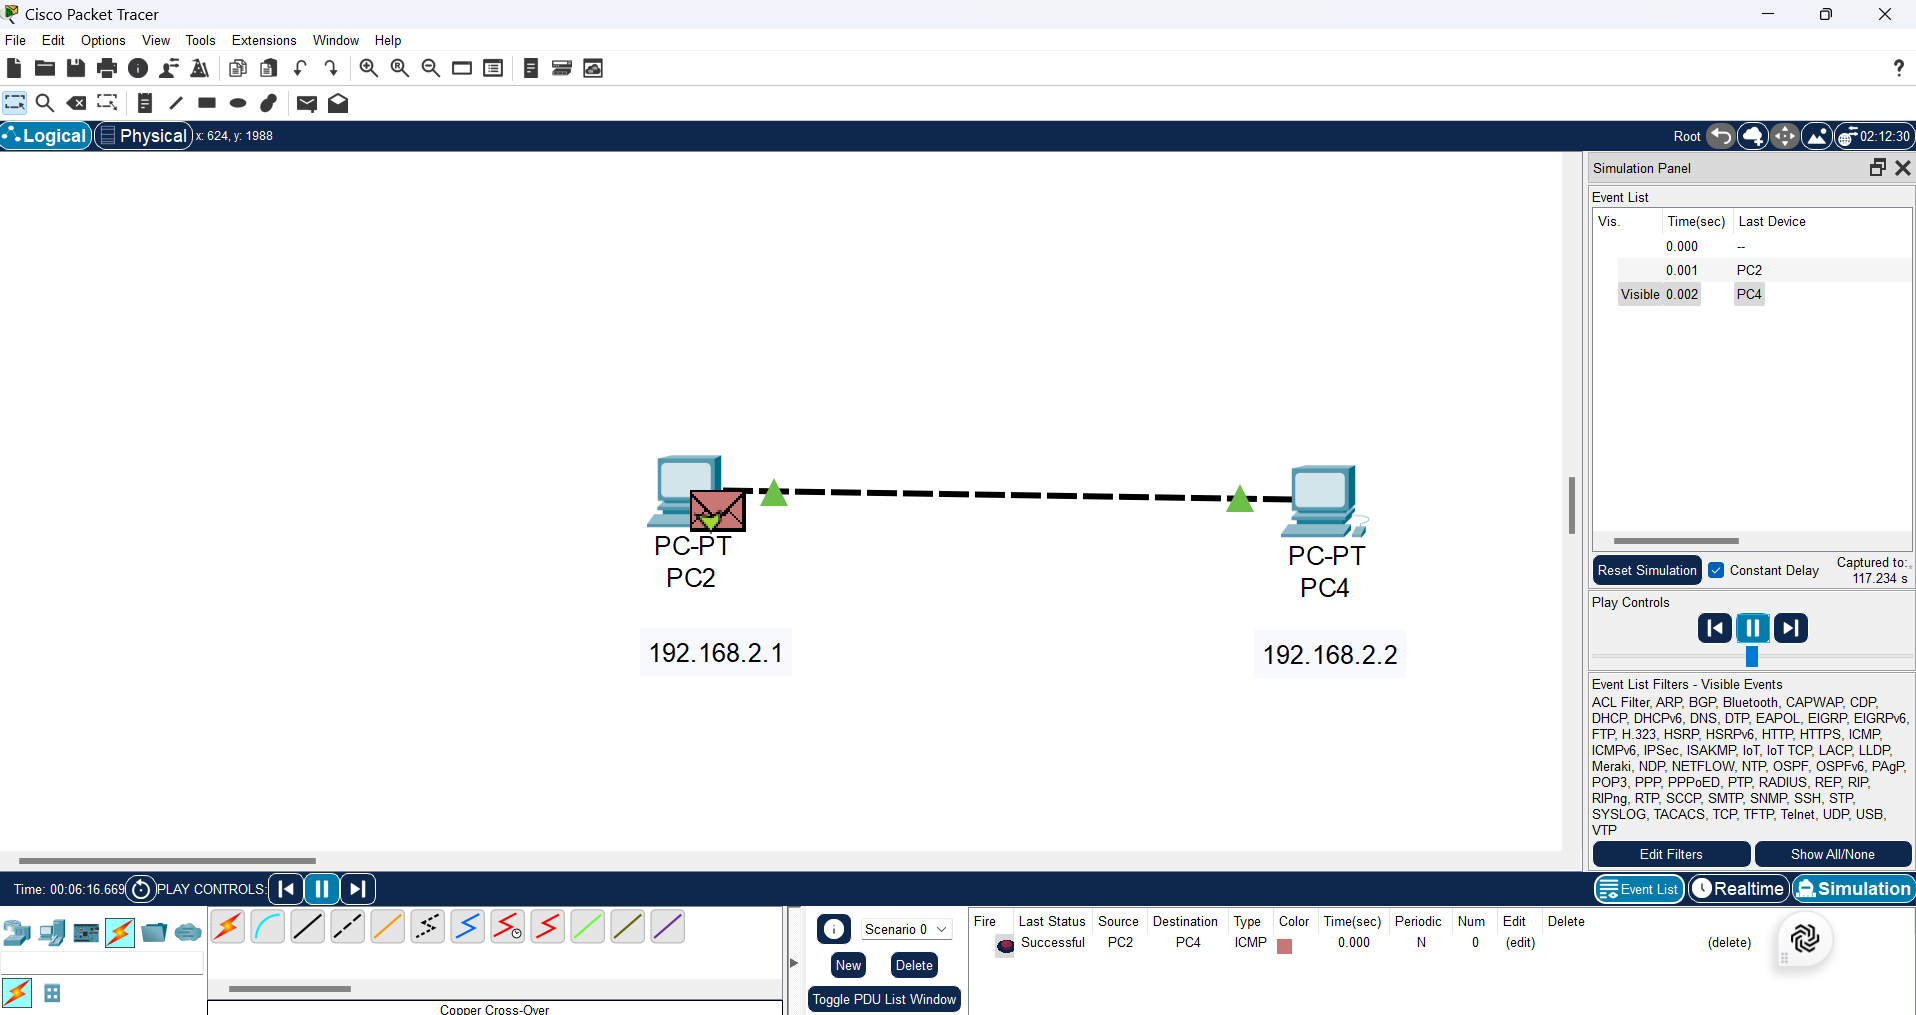 Cisco Packet Tracer
File Edit Options View Tools Extensions Window Help
?
Logical Physical x: 624, y: 1988 Root 02:12:30
Simulation Panel
Event List
Vis. Time(sec) Last Device
0.000 --
0.001 PC2
Visible 0.002 PC4
PC-PT
PC2
192.168.2.1
PC-PT
PC4
192.168.2.2
Reset Simulation Constant Delay Captured to:
117.234 s
Play Controls
Event List Filters - Visible Events
ACL Filter, ARP, BGP, Bluetooth, CAPWAP, CDP,
DHCP, DHCPv6, DNS, DTP, EAPOL, EIGRP, EIGRPv6,
FTP, H.323, HSRP, HSRPv6, HTTP, HTTPS, ICMP,
ICMPv6, IPSec, ISAKMP, IoT, IoT TCP, LACP, LLDP,
Meraki, NDP, NETFLOW, NTP, OSPF, OSPFv6, PAgP,
POP3, PPP, PPPoED, PTP, RADIUS, REP, RIP,
RIPng, RTP, SCCP, SMTP, SNMP, SSH, STP,
SYSLOG, TACACS, TCP, TFTP, Telnet, UDP, USB,
VTP
Edit Filters Show All/None
Time: 00:06:16.669 PLAY CONTROLS: Event List Realtime Simulation
Scenario 0
New Delete
Toggle PDU List Window
Fire Last Status Source Destination Type Color Time(sec) Periodic Num Edit Delete
Successful PC2 PC4 ICMP 0.000 N 0 (edit) (delete)
Copper Cross-Over